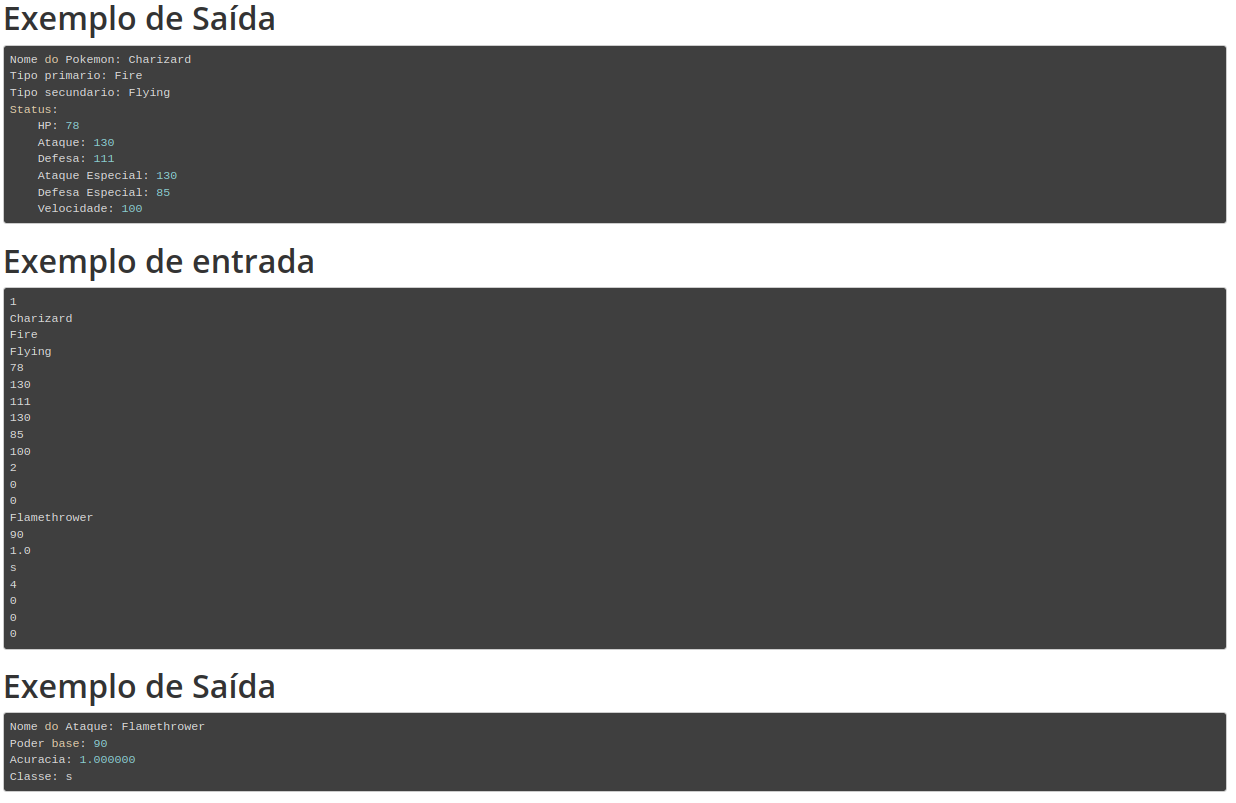 Exemplo de Saída
Nome do Pokemon: Charizard
Tipo primario: Fire
Tipo secundario: Flying
Status:
    HP: 78
    Ataque: 130
    Defesa: 111
    Ataque Especial: 130
    Defesa Especial: 85
    Velocidade: 100
Exemplo de entrada
1
Charizard
Fire
Flying
78
130
111
130
85
100
2
0
0
Flamethrower
90
1.0
s
4
0
0
0
Exemplo de Saída
Nome do Ataque: Flamethrower
Poder base: 90
Acuracia: 1.000000
Classe: s